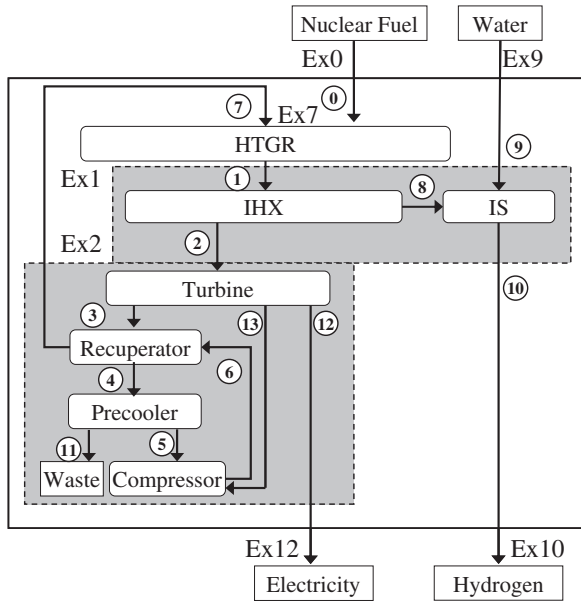 Nuclear Fuel
Water
Ex0
Ex9
7
Ex7
0
HTGR
9
Ex1
1
8
IHX
IS
2
Ex2
10
Turbine
3
13
12
Recuperator
4
6
Precooler
11
5
Waste
Compressor
Ex12
Ex10
Electricity
Hydrogen